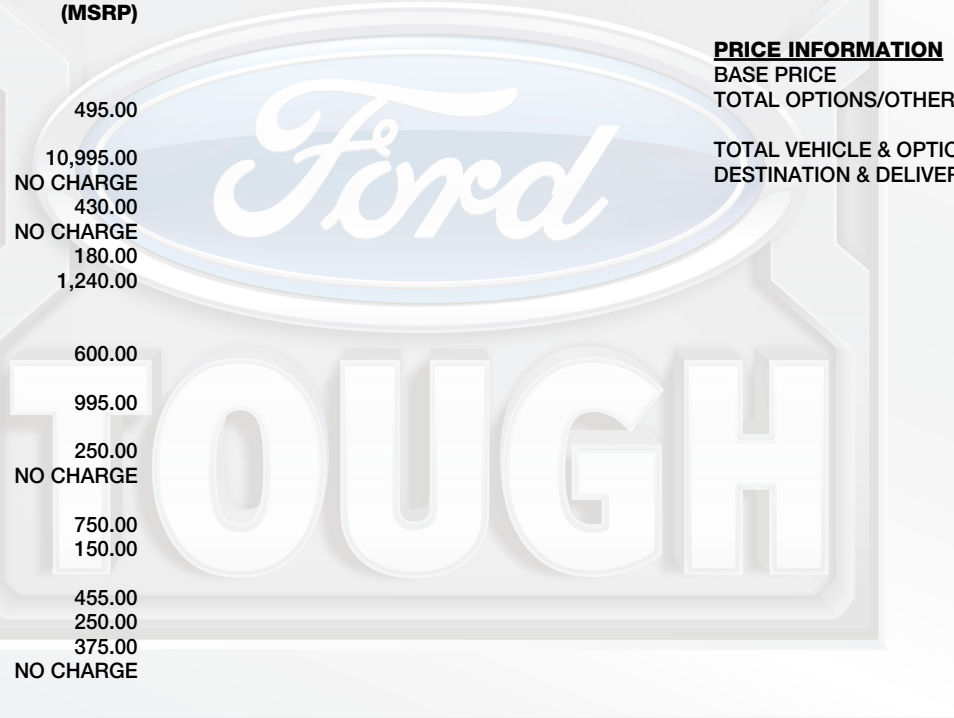 (MSRP)
495.00
10,995.00
NO CHARGE
430.00
NO CHARGE
180.00
1,240.00
600.00
995.00
250.00
NO CHARGE
750.00
150.00
455.00
250.00
375.00
NO CHARGE
PRICE INFORMATION
BASE PRICE
TOTAL OPTIONS/OTHER
TOTAL VEHICLE & OPTIO
DESTINATION & DELIVER
Ford
TOUGH